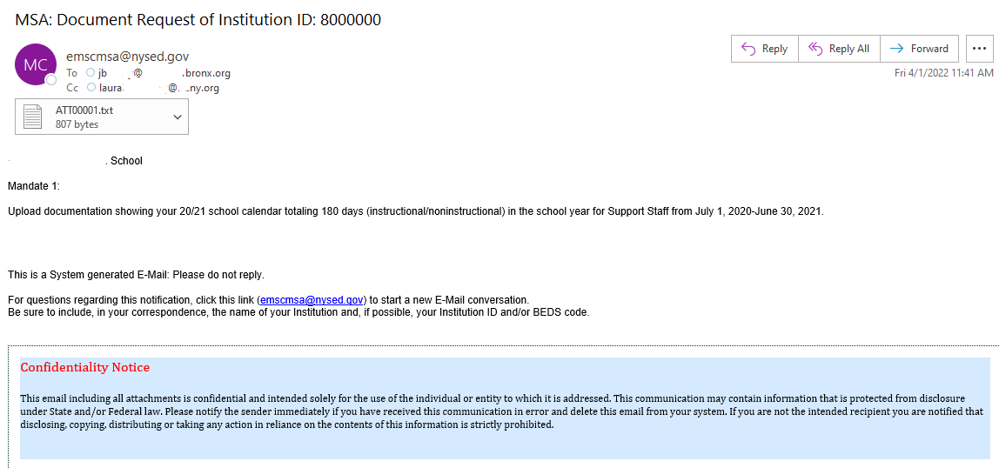 MSA: Document Request of Institution ID: 8000000
MC
emscmsa@nysed.gov
To jb @ .bronx.org
Cc laura @. ny.org
Reply
Reply All
Forward
Fri 4/1/2022 11:41 AM
ATT00001.txt
807 bytes
. School
Mandate 1:
Upload documentation showing your 20/21 school calendar totaling 180 days (instructional/noninstructional) in the school year for Support Staff from July 1, 2020-June 30, 2021.
This is a System generated E-Mail: Please do not reply.
For questions regarding this notification, click this link (emscmsa@nysed.gov) to start a new E-Mail conversation.
Be sure to include, in your correspondence, the name of your Institution and, if possible, your Institution ID and/or BEDS code.
Confidentiality Notice
This email including all attachments is confidential and intended solely for the use of the individual or entity to which it is addressed. This communication may contain information that is protected from disclosure
under State and/or Federal law. Please notify the sender immediately if you have received this communication in error and delete this email from your system. If you are not the intended recipient you are notified that
disclosing, copying, distributing or taking any action in reliance on the contents of this information is strictly prohibited.